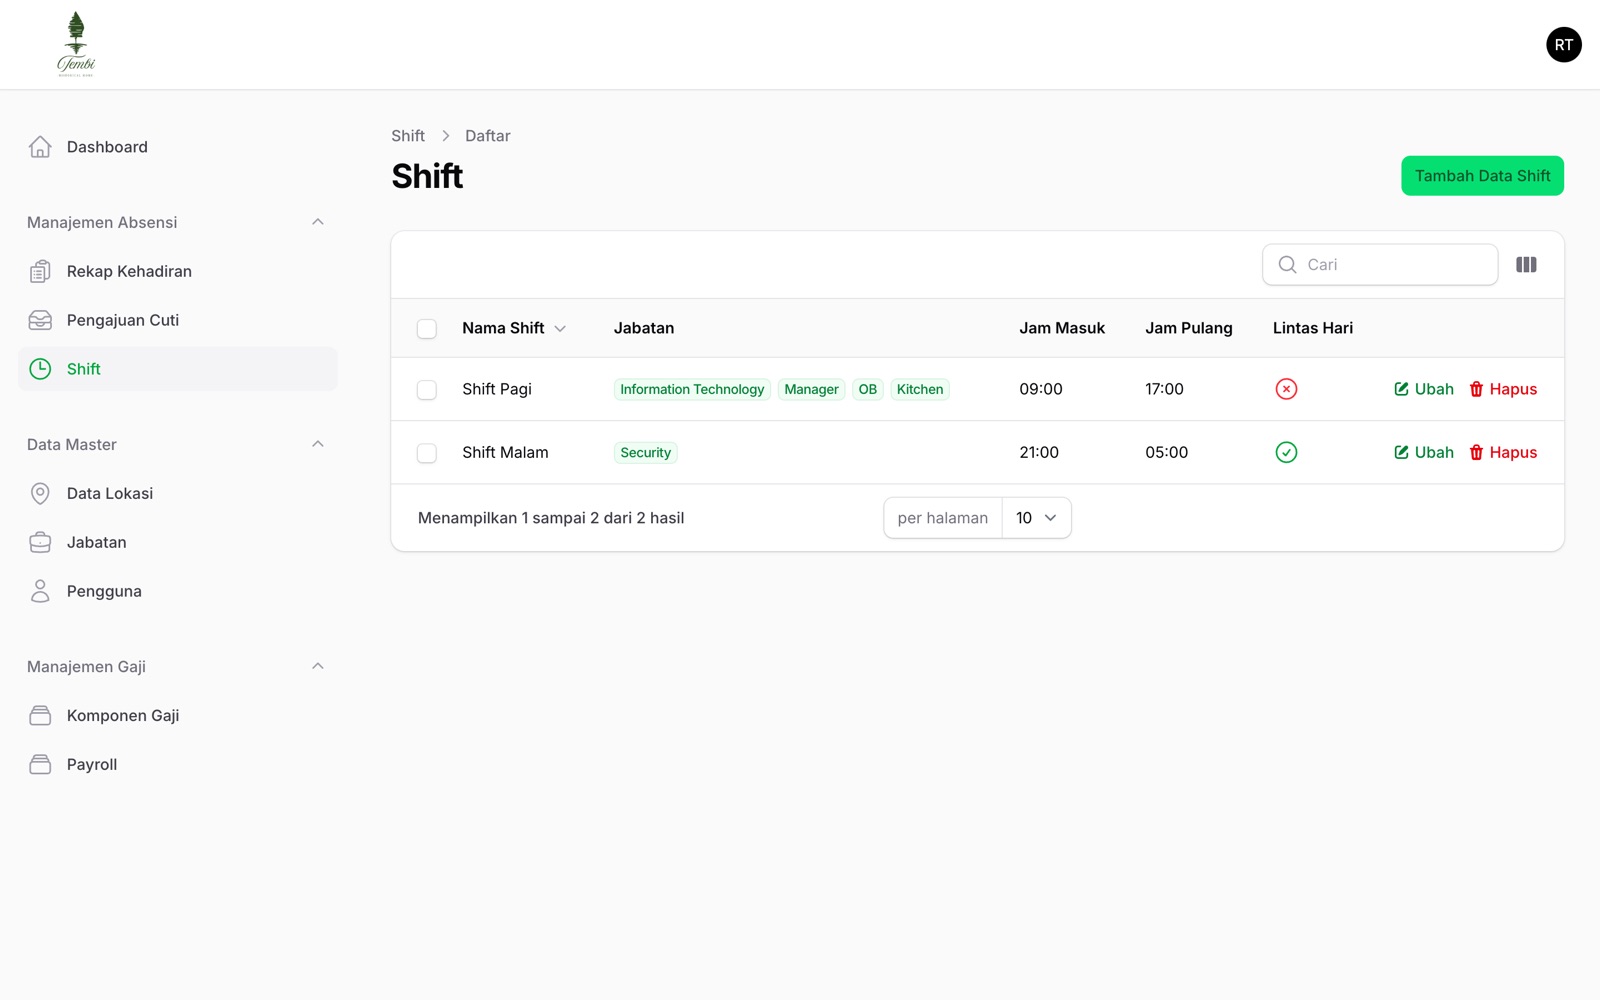 Tembi
RT
Dashboard
Manajemen Absensi
Rekap Kehadiran
Pengajuan Cuti
Shift
Data Master
Data Lokasi
Jabatan
Pengguna
Manajemen Gaji
Komponen Gaji
Payroll
Shift Daftar
Shift
Tambah Data Shift
Cari
Nama Shift Jabatan Jam Masuk Jam Pulang Lintas Hari
Shift Pagi Information Technology Manager OB Kitchen 09:00 17:00 Ubah Hapus
Shift Malam Security 21:00 05:00 Ubah Hapus
Menampilkan 1 sampai 2 dari 2 hasil per halaman 10